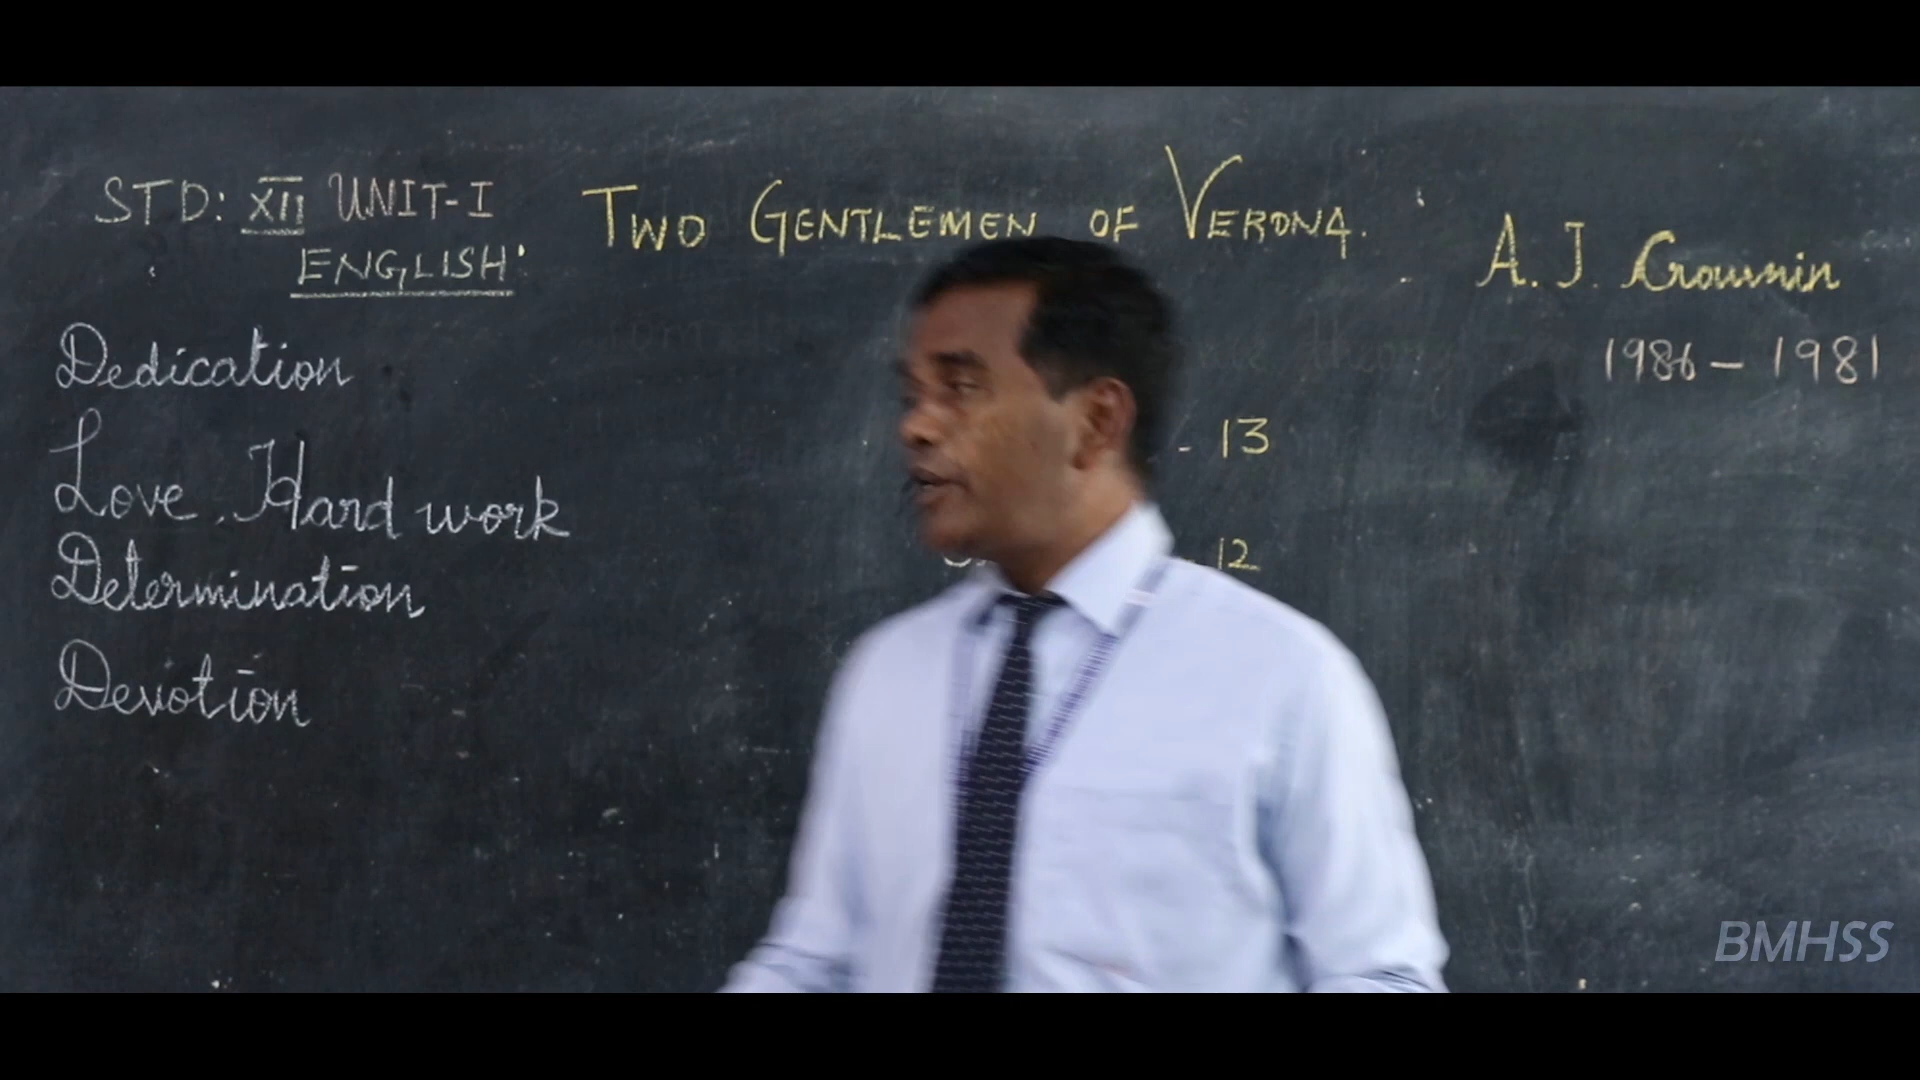 STD: XII UNIT-I
ENGLISH
TWO GENTLEMEN OF VERONA.
A. J. Crownin
1986 – 1981
Dedication
Love, Hard work
Determination
Devotion
- 13
- 12
BMHSS